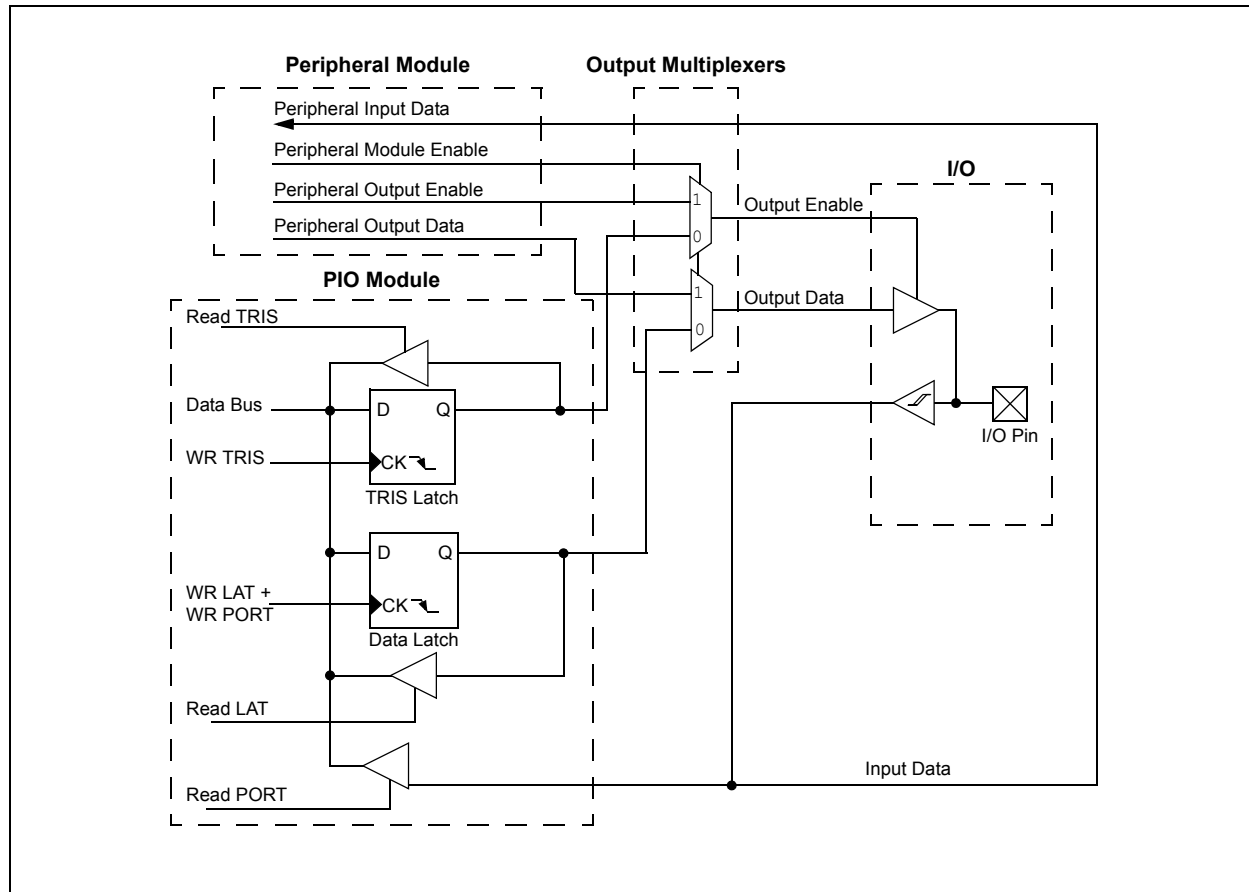 Peripheral Module
Output Multiplexers
Peripheral Input Data
Peripheral Module Enable
Peripheral Output Enable
Peripheral Output Data
1
0
Output Enable
I/O
PIO Module
1
0
Output Data
Read TRIS
Data Bus
D
Q
WR TRIS
CK
TRIS Latch
I/O Pin
D
Q
WR LAT +
WR PORT
CK
Data Latch
Read LAT
Input Data
Read PORT